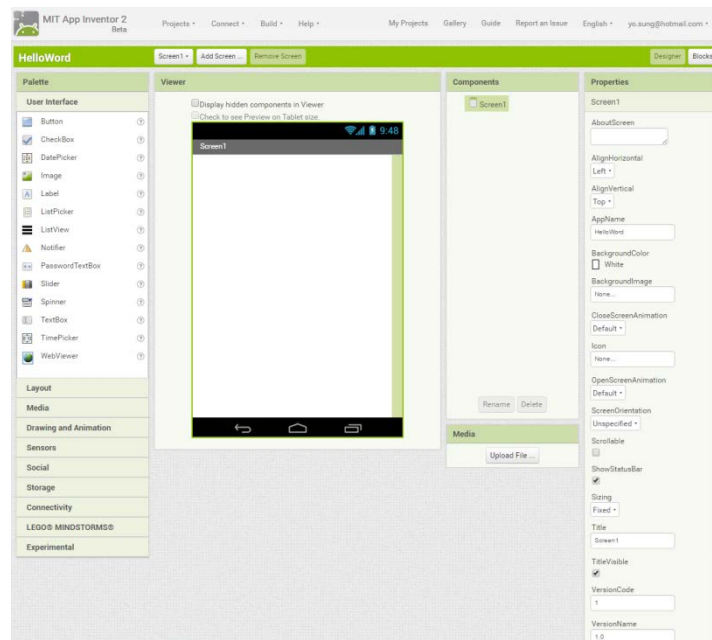 MIT App Inventor 2
Beta
Projects Connect Build Help My Projects Gallery Guide Report an Issue English yo.sung@hotmail.com
HelloWord Screen1 Add Screen ... Remove Screen Designer Blocks
Palette
User Interface
Button
CheckBox
DatePicker
Image
Label
ListPicker
ListView
Notifier
PasswordTextBox
Slider
Spinner
TextBox
TimePicker
WebViewer
Layout
Media
Drawing and Animation
Sensors
Social
Storage
Connectivity
LEGO® MINDSTORMS®
Experimental
Viewer
Display hidden components in Viewer
Check to see Preview on Tablet size.
9:48
Screen1
Components
Screen1
Rename Delete
Media
Upload File ...
Properties
Screen1
AboutScreen
AlignHorizontal
Left
AlignVertical
Top
AppName
HelloWord
BackgroundColor
White
BackgroundImage
None...
CloseScreenAnimation
Default
Icon
None...
OpenScreenAnimation
Default
ScreenOrientation
Unspecified
Scrollable
ShowStatusBar
Sizing
Fixed
Title
Screen1
TitleVisible
VersionCode
1
VersionName
1.0